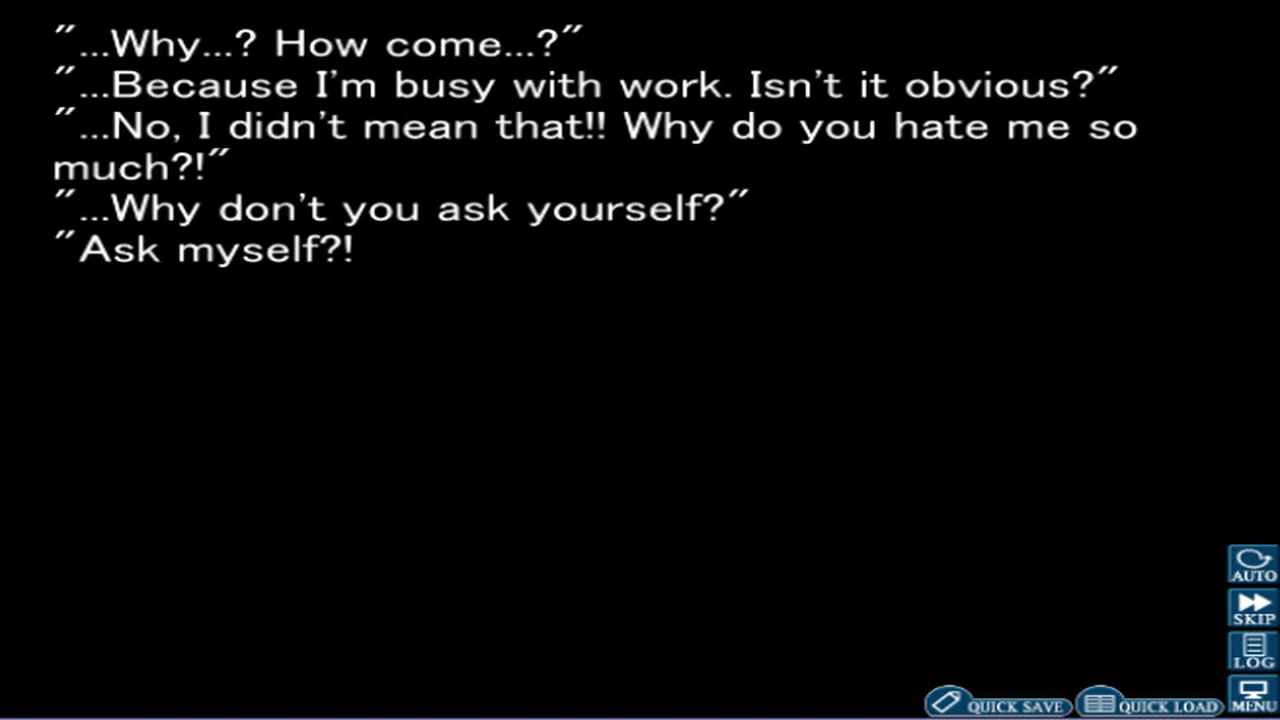 "...Why...? How come...?"
"...Because I'm busy with work. Isn't it obvious?"
"...No, I didn't mean that!! Why do you hate me so
much?!"
"...Why don't you ask yourself?"
"Ask myself?!
AUTO
SKIP
LOG
QUICK SAVE
QUICK LOAD
MENU